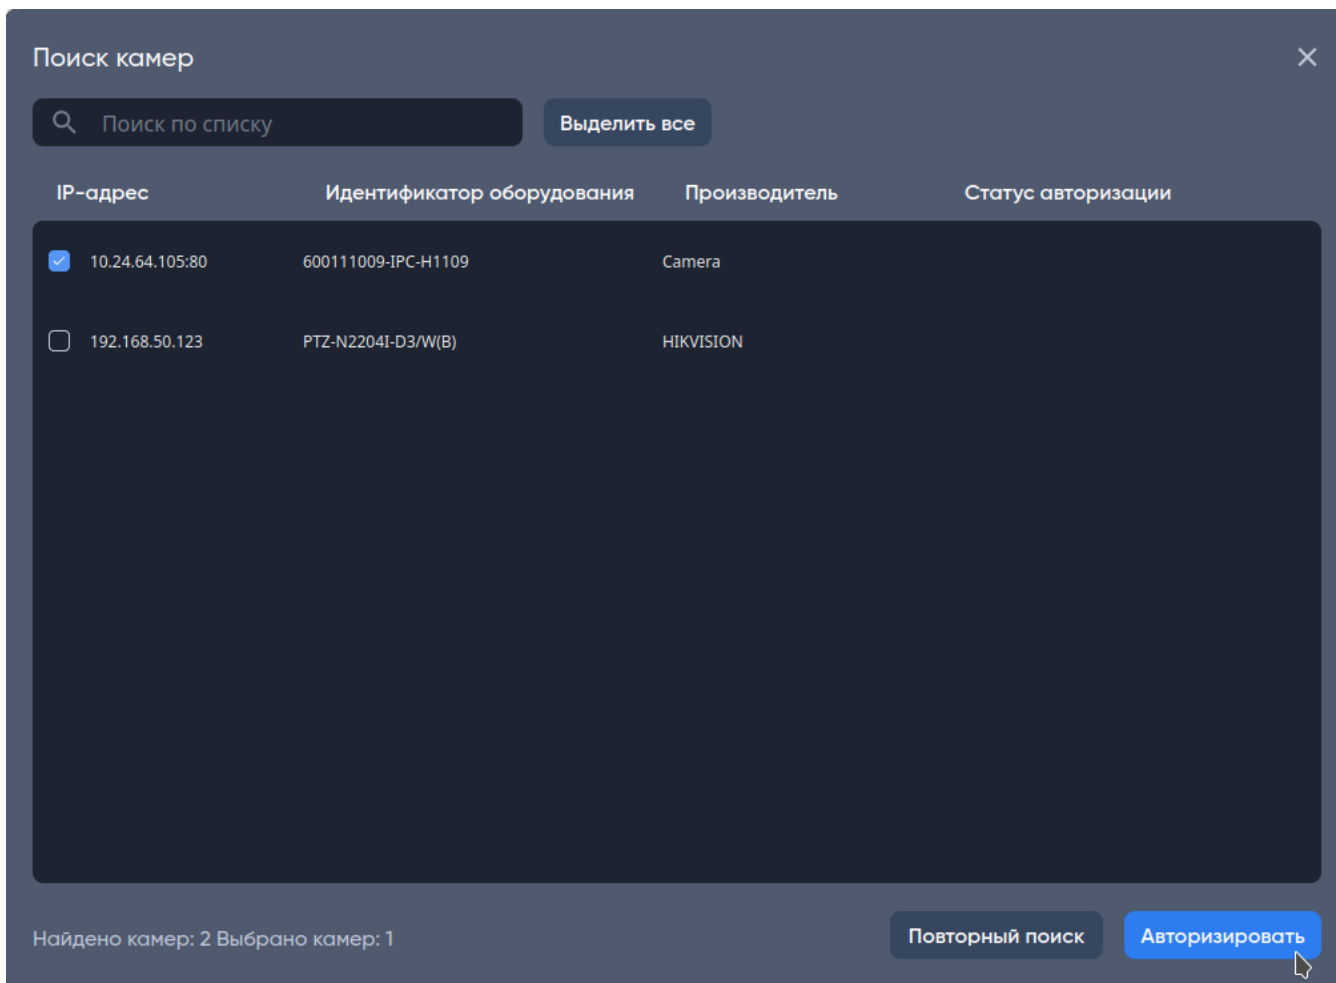 Поиск камер
Поиск по списку
Выделить все
IP-адрес Идентификатор оборудования Производитель Статус авторизации
10.24.64.105:80 600111009-IPC-H1109 Camera
192.168.50.123 PTZ-N2204I-D3/W(B) HIKVISION
Найдено камер: 2 Выбрано камер: 1
Повторный поиск
Авторизировать